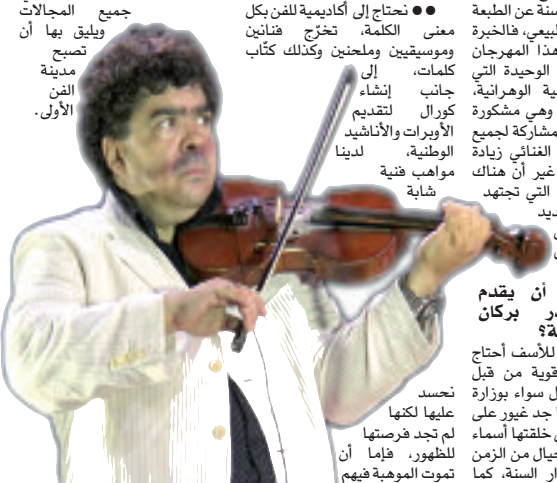 سنة عن الطبعة
فالخبرة
هذا المهرجان
الوحيدة التي
الوهرانية،
وهي مشكورة
مشاركة لجميع
الغنائي زيادة
غير أن هناك
التي تجتهد
أن يقدم
بركان
للأسف أحتاج
قوية من قبل
سواء بوزارة
جد غيور على
خلقتها أسماء
من الزمن
السنة، كما
●● نحتاج إلى أكاديمية للفن بكل
معنى الكلمة، تخرّج فنانين
وموسيقيين وملحنين وكذلك كتّاب
كلمات، إلى
جانب إنشاء
كورال لتقديم
الأوبرات والأناشيد
الوطنية، لدينا
مواهب فنية
شابة
نحسد
عليها لكنها
لم تجد فرصتها
للظهور، فإما أن
تموت الموهبة فيهم
جميع المجالات
ويليق بها أن
تصبح
مدينة
الفن
الأولى.